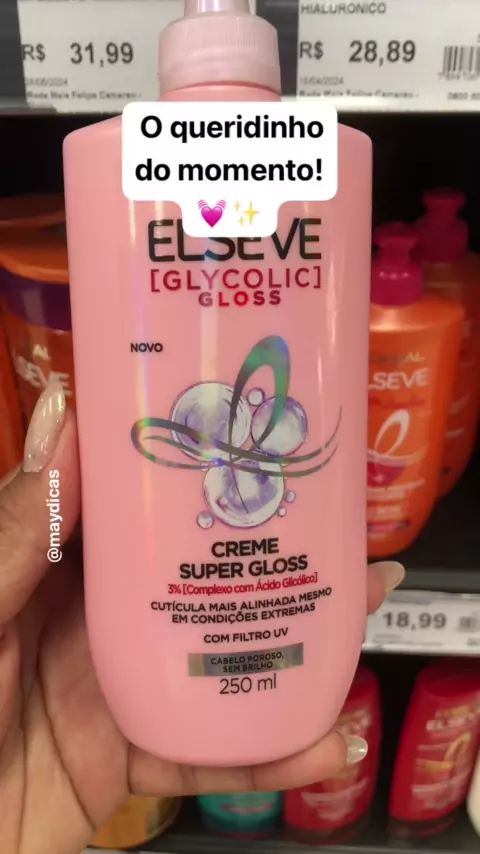 HIALURONICO
R$ 31,99
R$ 28,89
O queridinho
do momento!
ELSEVE
[GLYCOLIC]
GLOSS
NOVO
SEVE
@maydicas
CREME
SUPER GLOSS
3% [Complexo com Ácido Glicólico]
CUTÍCULA MAIS ALINHADA MESMO
EM CONDIÇÕES EXTREMAS
COM FILTRO UV
CABELO POROSO,
SEM BRILHO
250 ml
18,99
ELSEVE